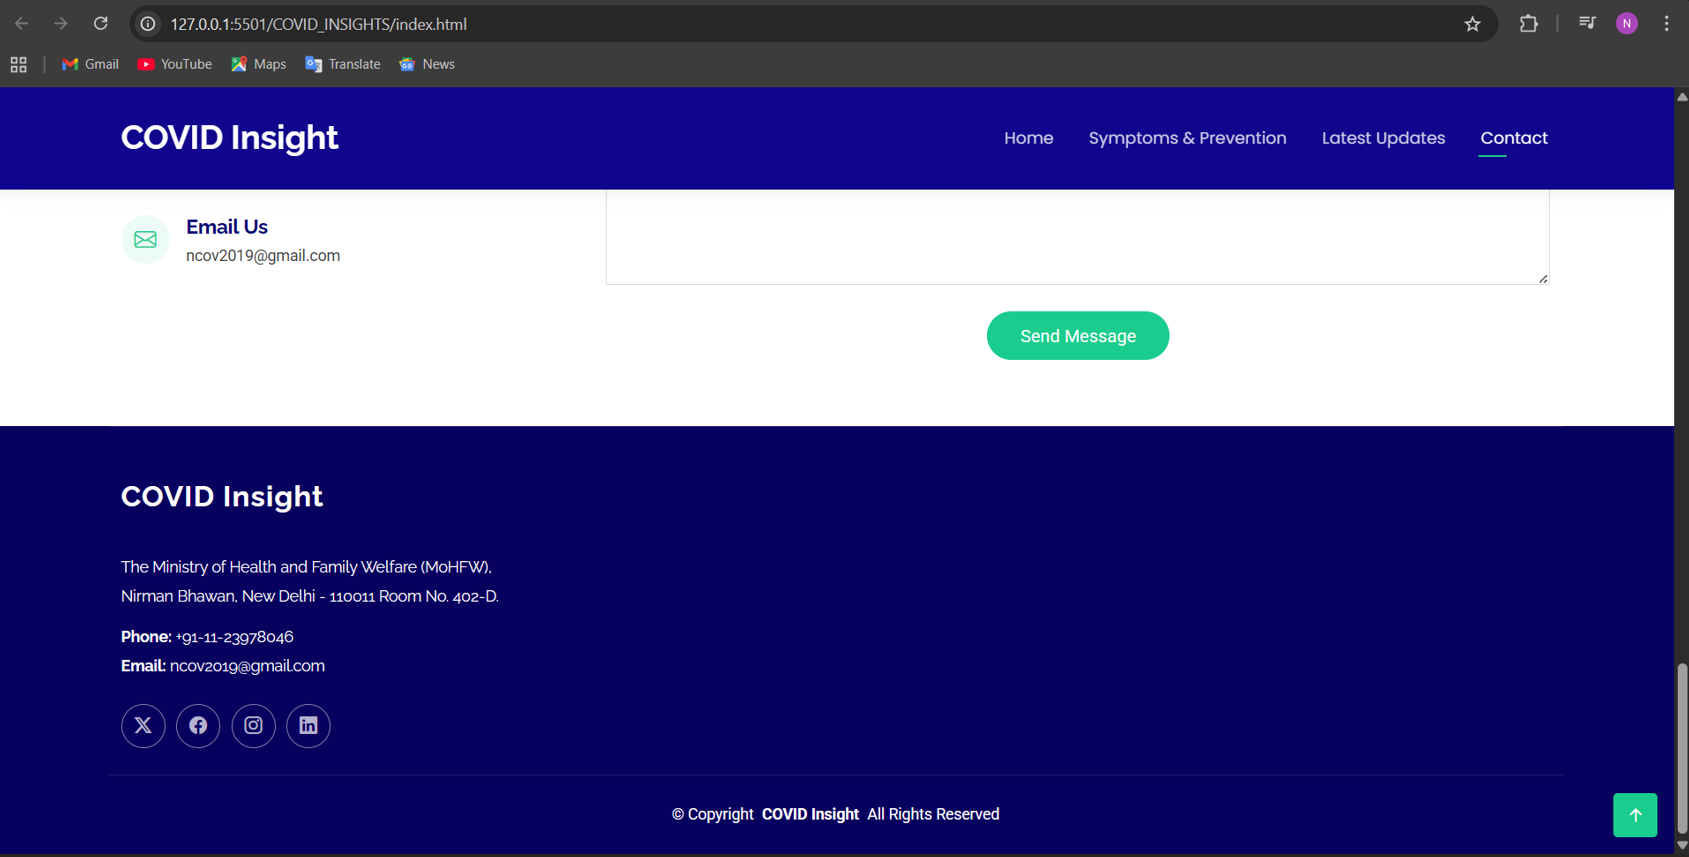 127.0.0.1:5501/COVID_INSIGHTS/index.html
N
Gmail YouTube Maps Translate News
COVID Insight
Home Symptoms & Prevention Latest Updates Contact
Email Us
ncov2019@gmail.com
Send Message
COVID Insight
The Ministry of Health and Family Welfare (MoHFW),
Nirman Bhawan, New Delhi - 110011 Room No. 402-D.
Phone: +91-11-23978046
Email: ncov2019@gmail.com
© Copyright COVID Insight All Rights Reserved